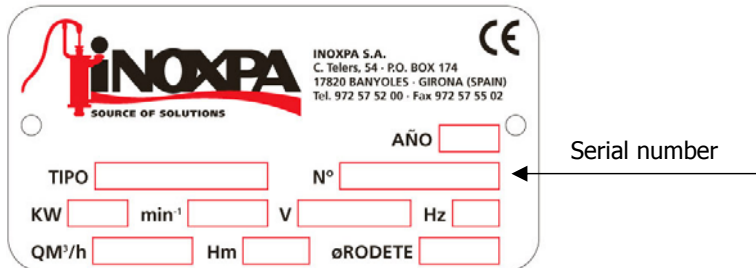 iNOXPA
SOURCE OF SOLUTIONS
CE
INOXPA S.A.
C. Telers, 54 · P.O. BOX 174
17820 BANYOLES · GIRONA (SPAIN)
Tel. 972 57 52 00 · Fax 972 57 55 02
AÑO
TIPO Nº
Serial number
KW min⁻¹ V Hz
QM³/h Hm øRODETE